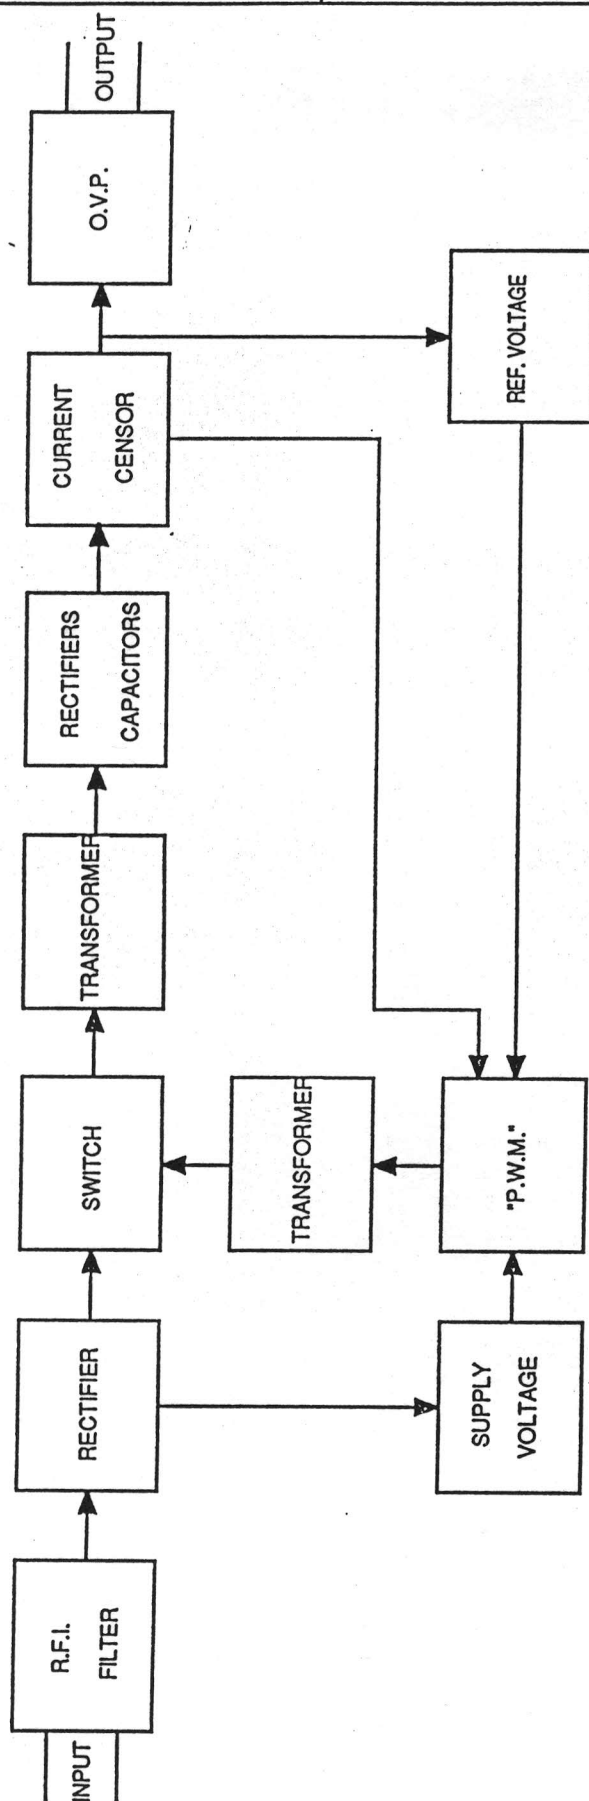 INPUT
R.F.I.
FILTER
RECTIFIER
SWITCH
TRANSFORMER
RECTIFIERS
CAPACITORS
CURRENT
CENSOR
O.V.P.
OUTPUT
SUPPLY
VOLTAGE
"P.W.M."
TRANSFORMER
REF. VOLTAGE